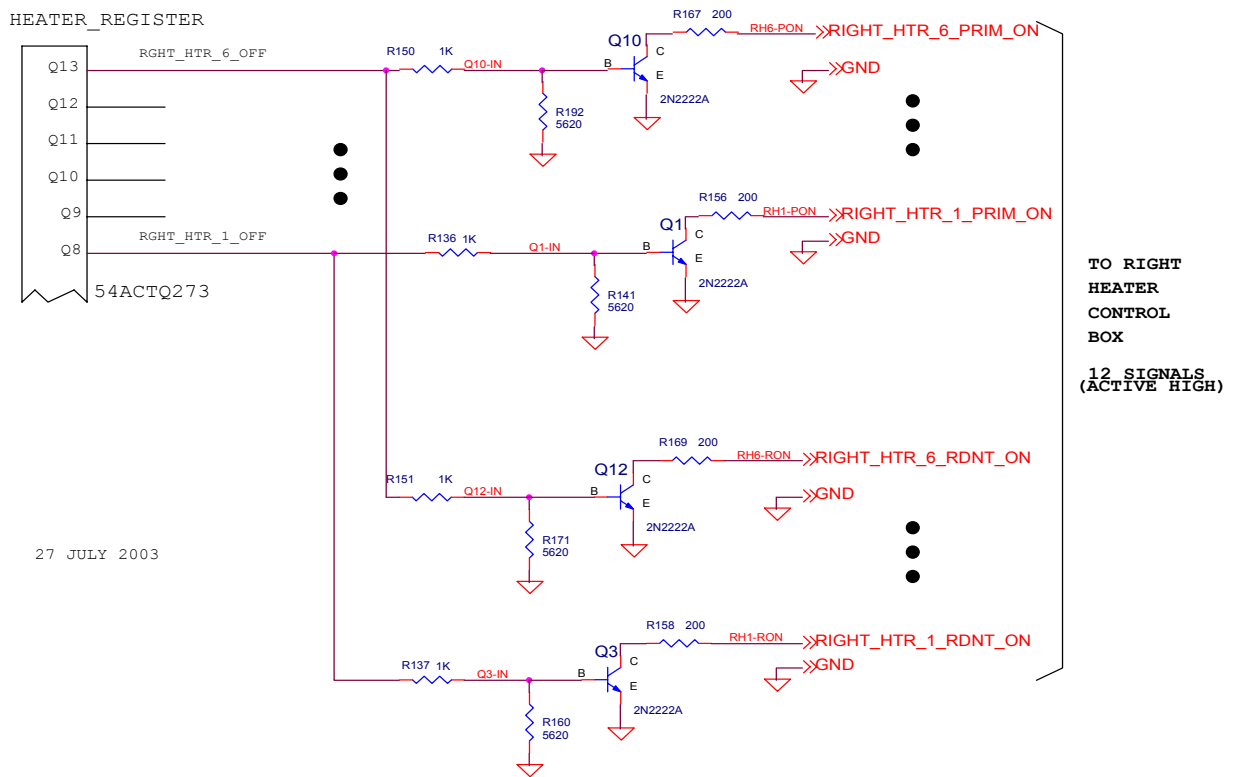 HEATER_REGISTER
R167 200
RH6-PON
RIGHT_HTR_6_PRIM_ON
Q10
RGHT_HTR_6_OFF
R150 1K
Q10-IN
B
C
E
GND
Q13
2N2222A
Q12
R192
5620
Q11
Q10
R156 200
RH1-PON
RIGHT_HTR_1_PRIM_ON
Q9
Q1
RGHT_HTR_1_OFF
R136 1K
Q1-IN
B
C
E
GND
Q8
2N2222A
54ACTQ273
R141
5620
TO RIGHT
HEATER
CONTROL
BOX
12 SIGNALS
(ACTIVE HIGH)
R169 200
RH6-RON
RIGHT_HTR_6_RDNT_ON
Q12
R151 1K
Q12-IN
B
C
E
GND
2N2222A
R171
5620
27 JULY 2003
R158 200
RH1-RON
RIGHT_HTR_1_RDNT_ON
Q3
R137 1K
Q3-IN
B
C
E
GND
2N2222A
R160
5620